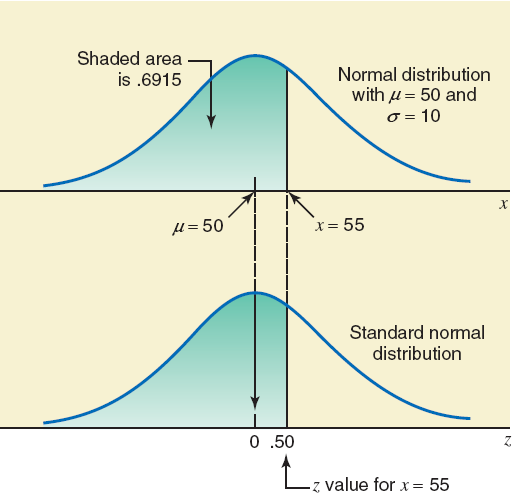 Shaded area
is .6915
Normal distribution
with μ = 50 and
σ = 10
x
μ = 50
x = 55
Standard normal
distribution
0 .50
z
z value for x = 55